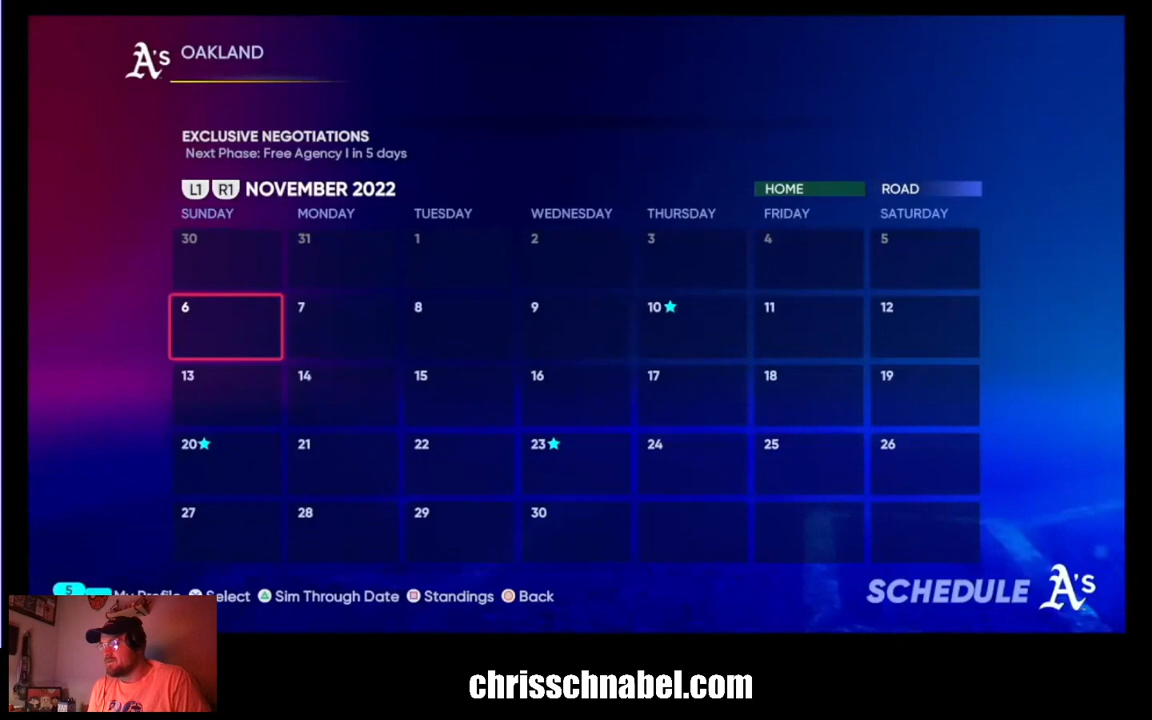 A's OAKLAND
EXCLUSIVE NEGOTIATIONS
Next Phase: Free Agency I in 5 days
L1 R1 NOVEMBER 2022 HOME ROAD
SUNDAY MONDAY TUESDAY WEDNESDAY THURSDAY FRIDAY SATURDAY
30 31 1 2 3 4 5
6 7 8 9 10 11 12
13 14 15 16 17 18 19
20 21 22 23 24 25 26
27 28 29 30
5 My Profile Select Sim Through Date Standings Back
SCHEDULE A's
chrisschnabel.com